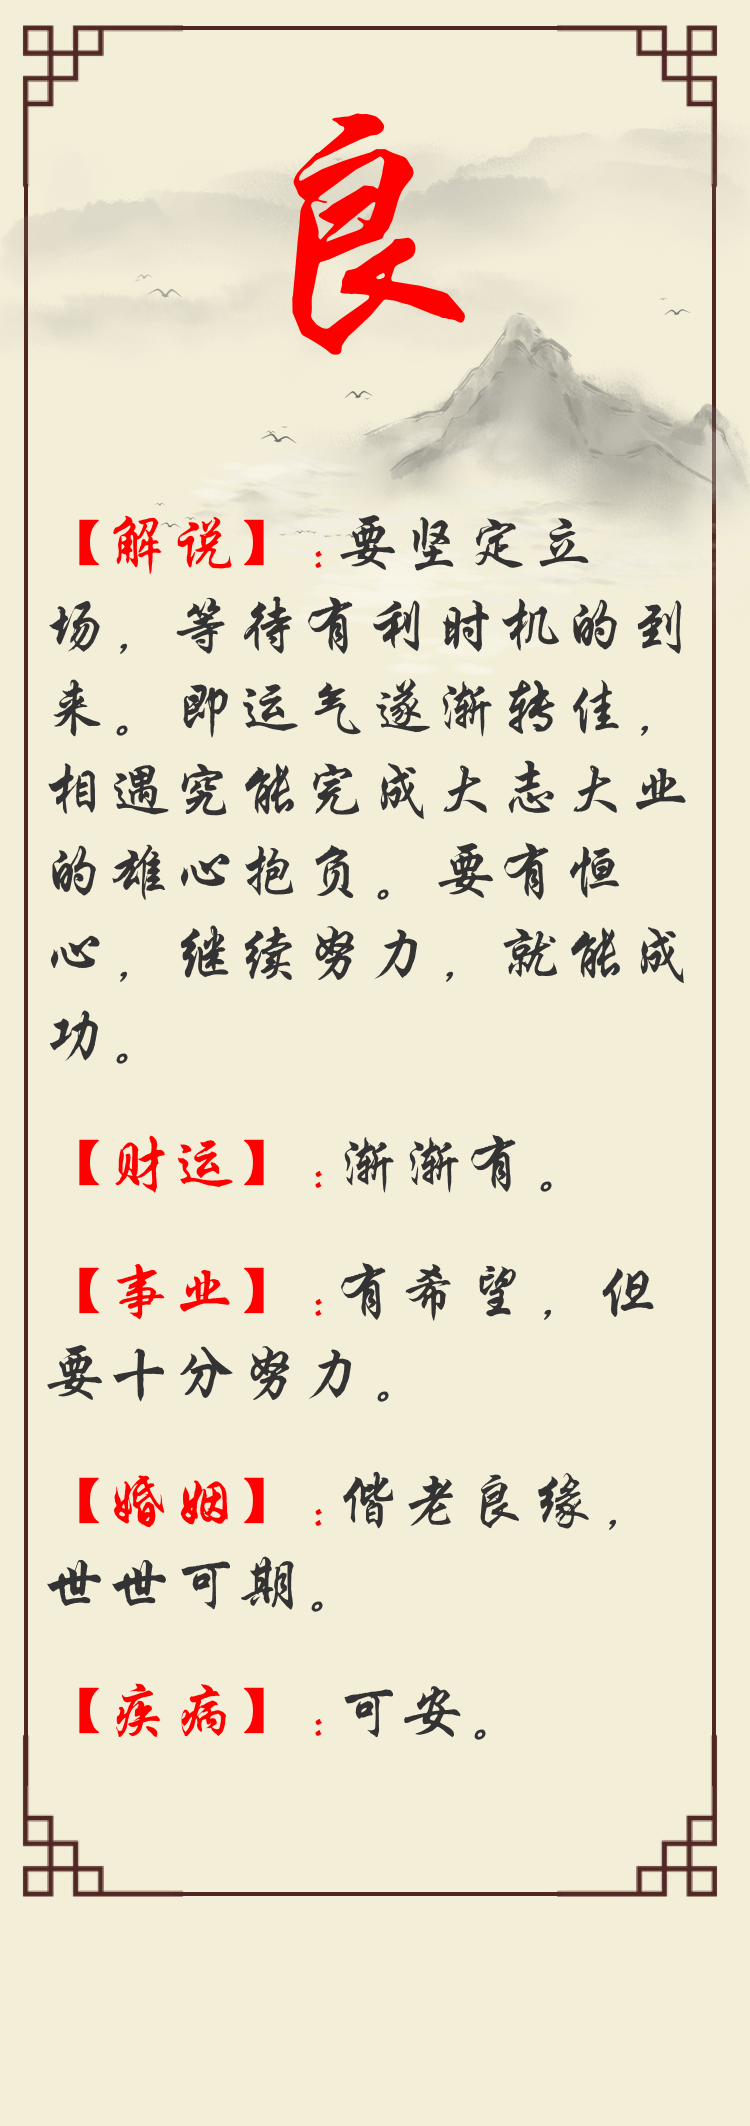 良
【解说】:要坚定立
场，等待有利时机的到
来。即运气遂渐转佳，
相遇究能完成大志大业
的雄心抱负。要有恒
心，继续努力，就能成
功。
【财运】:渐渐有。
【事业】:有希望，但
要十分努力。
【婚姻】:偕老良缘，
世世可期。
【疾病】:可安。